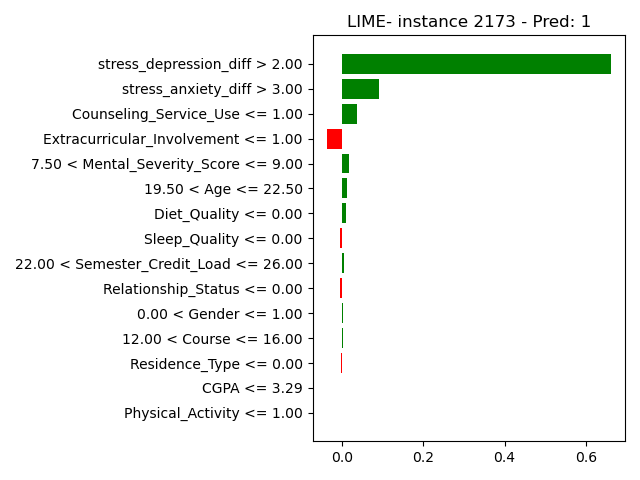 LIME- instance 2173 - Pred: 1
stress_depression_diff > 2.00
stress_anxiety_diff > 3.00
Counseling_Service_Use <= 1.00
Extracurricular_Involvement <= 1.00
7.50 < Mental_Severity_Score <= 9.00
19.50 < Age <= 22.50
Diet_Quality <= 0.00
Sleep_Quality <= 0.00
22.00 < Semester_Credit_Load <= 26.00
Relationship_Status <= 0.00
0.00 < Gender <= 1.00
12.00 < Course <= 16.00
Residence_Type <= 0.00
CGPA <= 3.29
Physical_Activity <= 1.00
0.0 0.2 0.4 0.6